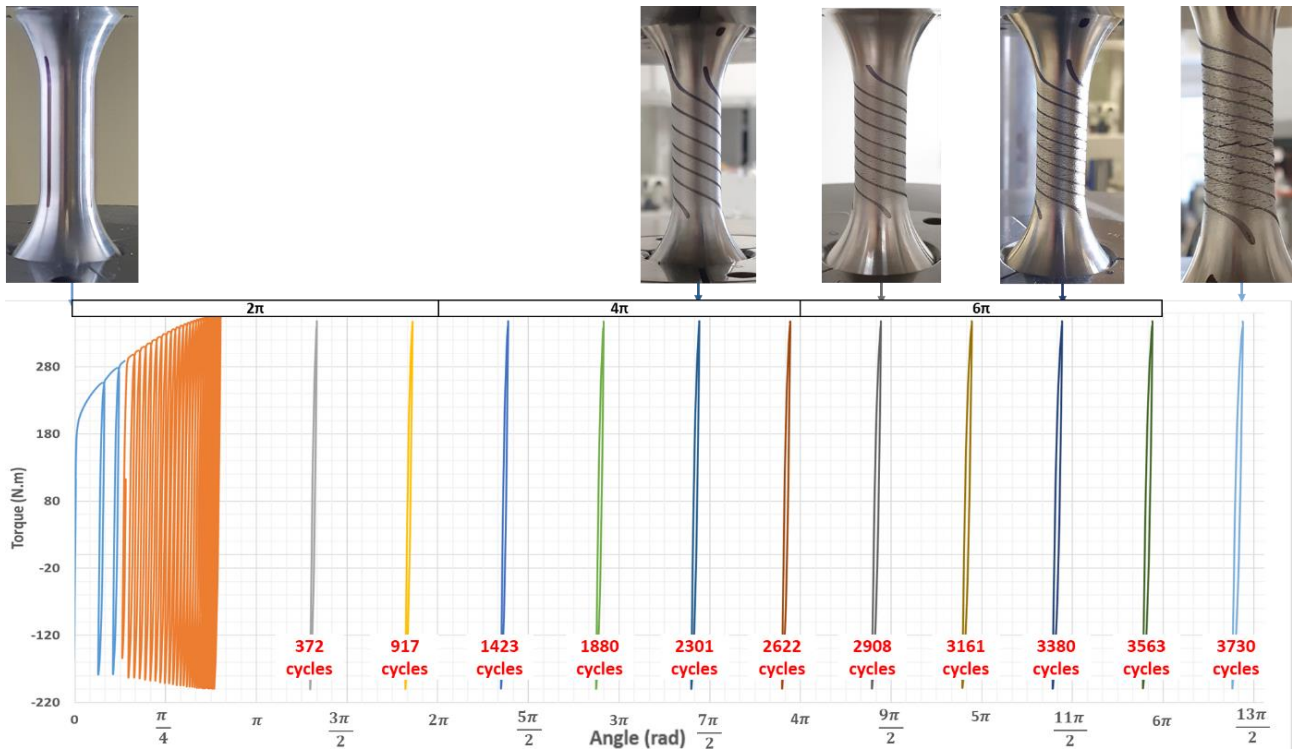 2π 4π 6π
280
180
80
-20
-120
-220
Torque (N.m)
372 cycles
917 cycles
1423 cycles
1880 cycles
2301 cycles
2622 cycles
2908 cycles
3161 cycles
3380 cycles
3563 cycles
3730 cycles
0 π/4 π 3π/2 2π 5π/2 3π 7π/2 4π 9π/2 5π 11π/2 6π 13π/2
Angle (rad)